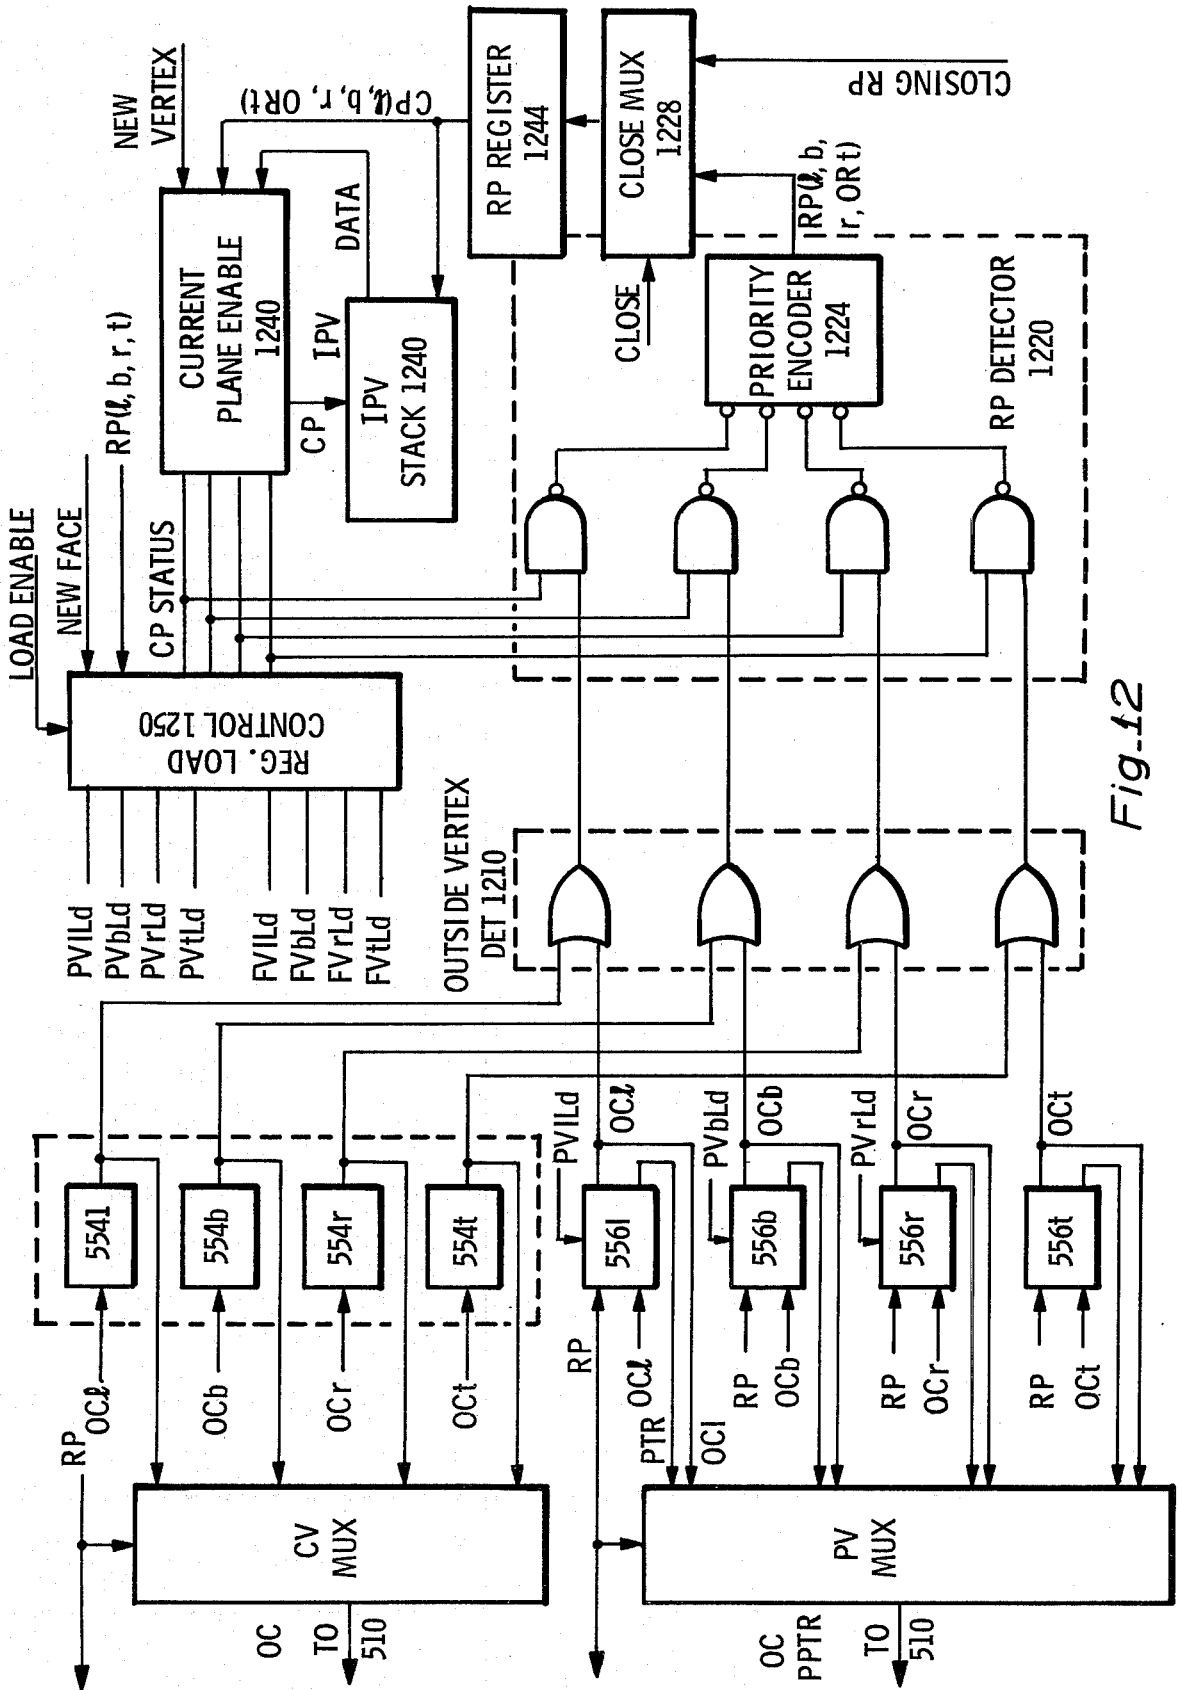 LOAD ENABLE
NEW FACE
RP(ℓ, b, r, t)
NEW
VERTEX
PVlLd
PVbLd
PVrLd
PVtLd
FVlLd
FVbLd
FVrLd
FVtLd
REG. LOAD
CONTROL 1250
CP STATUS
CURRENT
PLANE ENABLE
1240
CP
IPV
IPV
STACK 1240
DATA
CP(ℓ, b, r, ORt)
RP REGISTER
1244
CLOSE MUX
1228
CLOSE
CLOSING RP
RP(ℓ, b,
r, ORt)
PRIORITY
ENCODER
1224
RP DETECTOR
1220
OUTSIDE VERTEX
DET 1210
RP
OCℓ
554l
OCb
554b
OCr
554r
OCt
554t
CV
MUX
OC
TO
510
RP
OCℓ
556l
PVlLd
OCℓ
PTR
OCl
RP
OCb
556b
PVbLd
OCb
RP
OCr
556r
PVrLd
OCr
RP
OCt
556t
OCt
PV
MUX
OC
PPTR
TO
510
Fig-12